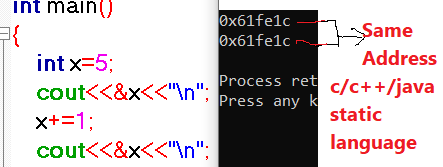 int main()
{
int x=5;
cout<<&x<<"\n";
x+=1;
cout<<&x<<"\n";
0x61fe1c
0x61fe1c
Process ret
Press any k
Same
Address
c/c++/java
static
language